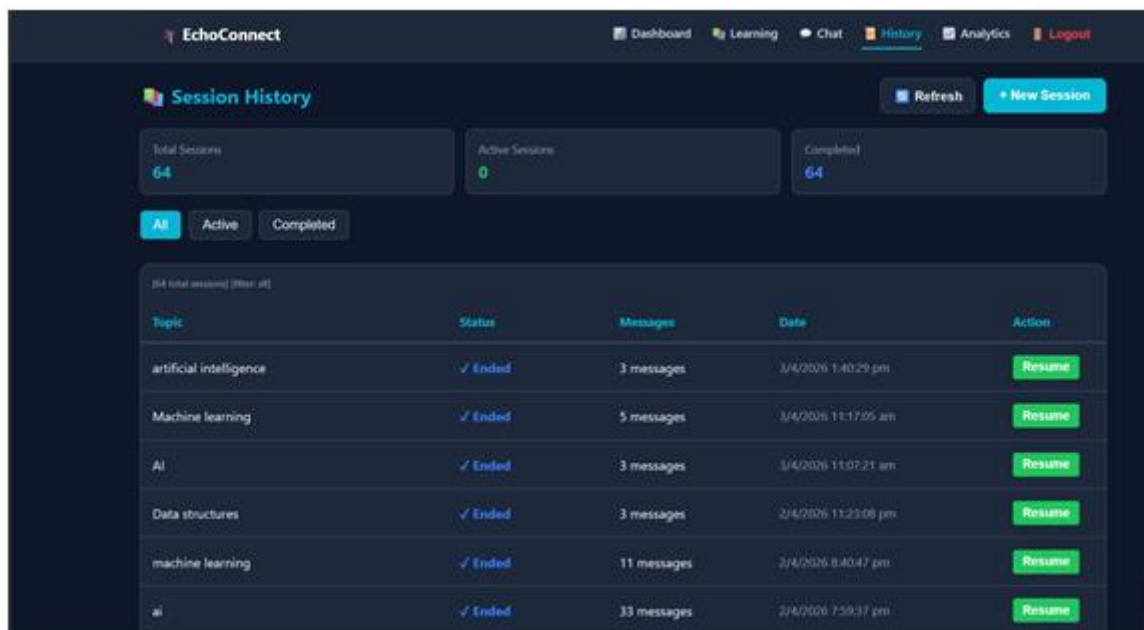 EchoConnect Dashboard Learning Chat History Analytics Logout
Session History Refresh + New Session
Total Sessions Active Sessions Completed
64 0 64
All Active Completed
[64 total sessions] [filter: all]
Topic Status Messages Date Action
artificial intelligence ✓ Ended 3 messages 3/4/2026 1:40:29 pm Resume
Machine learning ✓ Ended 5 messages 3/4/2026 11:17:05 am Resume
AI ✓ Ended 3 messages 3/4/2026 11:07:21 am Resume
Data structures ✓ Ended 3 messages 2/4/2026 11:23:08 pm Resume
machine learning ✓ Ended 11 messages 2/4/2026 8:40:47 pm Resume
ai ✓ Ended 33 messages 2/4/2026 7:59:37 pm Resume